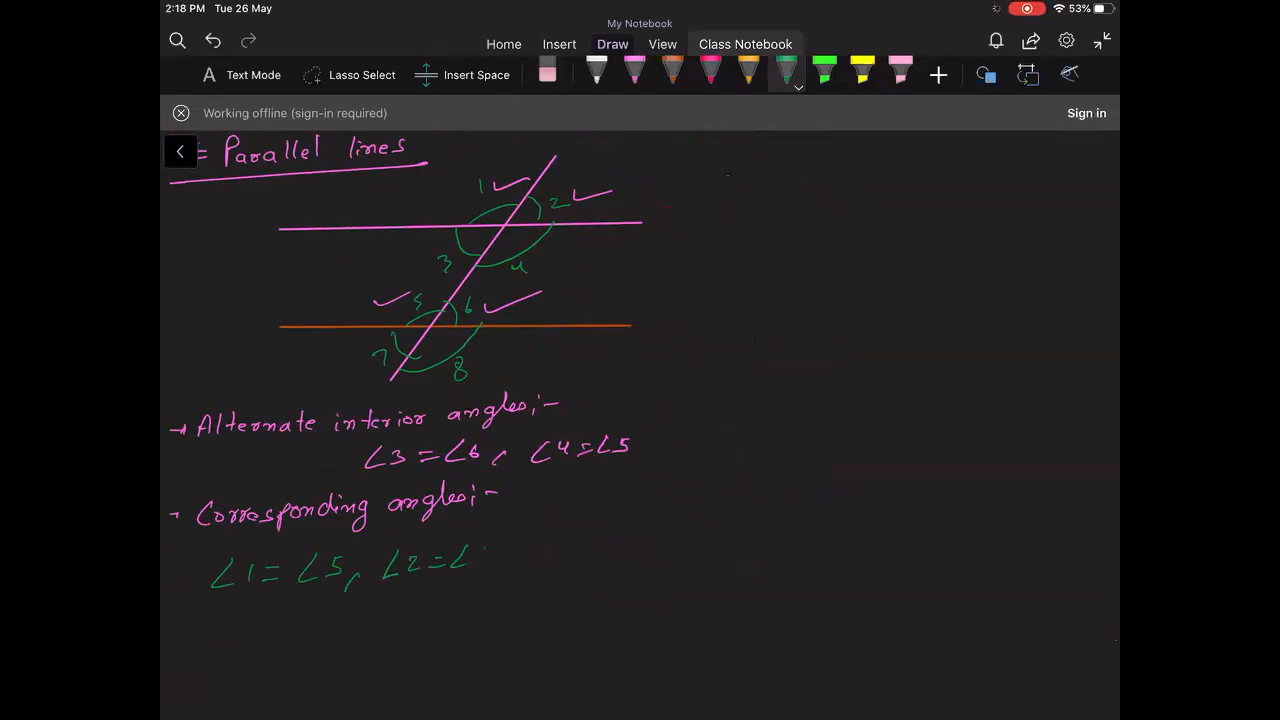 2:18 PM Tue 26 May
53%
My Notebook
Home Insert Draw View Class Notebook
Text Mode Lasso Select Insert Space
Working offline (sign-in required) Sign in
= Parallel lines
1
2
3
4
5 6
7
8
→ Alternate interior angles;-
∠3 = ∠6, ∠4 = ∠5
→ Corresponding angles;-
∠1 = ∠5, ∠2 = ∠